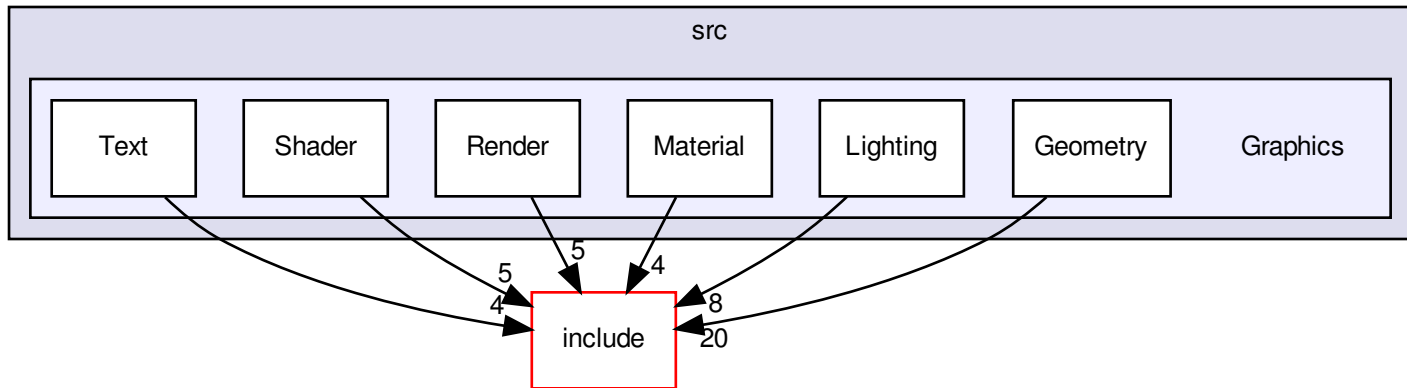 src
Text
Shader
Render
Material
Lighting
Geometry
Graphics
5
4
5
4
8
20
include